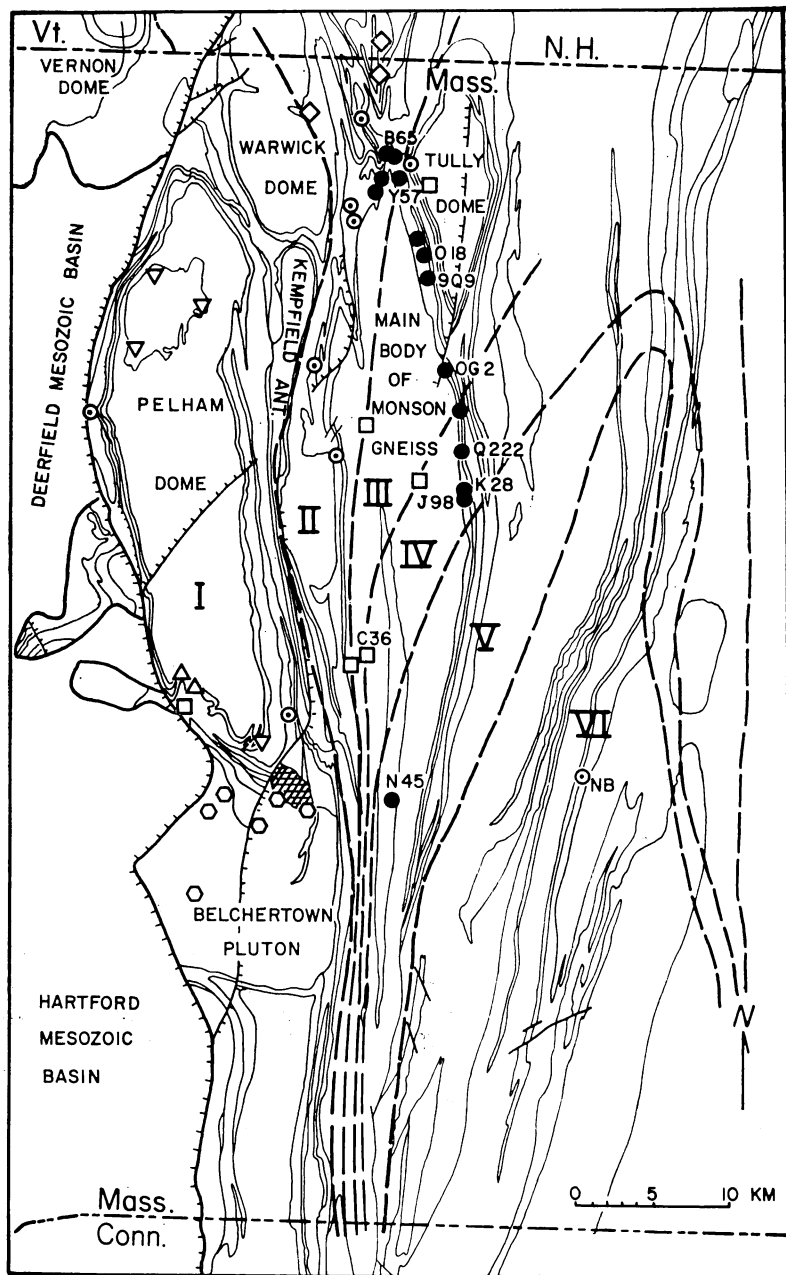 Vt.
N.H.
VERNON
DOME
Mass.
WARWICK
DOME
B65
TULLY
DOME
Y57
O18
9Q9
DEERFIELD MESOZOIC BASIN
KEMPFIELD ANT.
MAIN
BODY
OF
MONSON
GNEISS
OG2
PELHAM
DOME
Q222
K28
J98
I
II
III
IV
V
VI
C36
N45
NB
BELCHERTOWN
PLUTON
HARTFORD
MESOZOIC
BASIN
N
0 5 10 KM
Mass.
Conn.